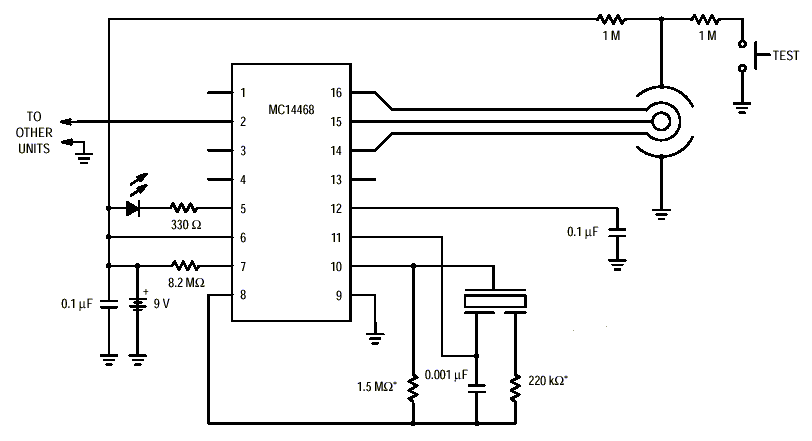 1 M
1 M
TEST
MC14468
1
16
TO
OTHER
UNITS
2
15
3
14
4
13
5
12
330 Ω
0.1 µF
6
11
7
10
8.2 MΩ
0.1 µF
+
9 V
8
9
1.5 MΩ*
0.001 µF
220 kΩ*